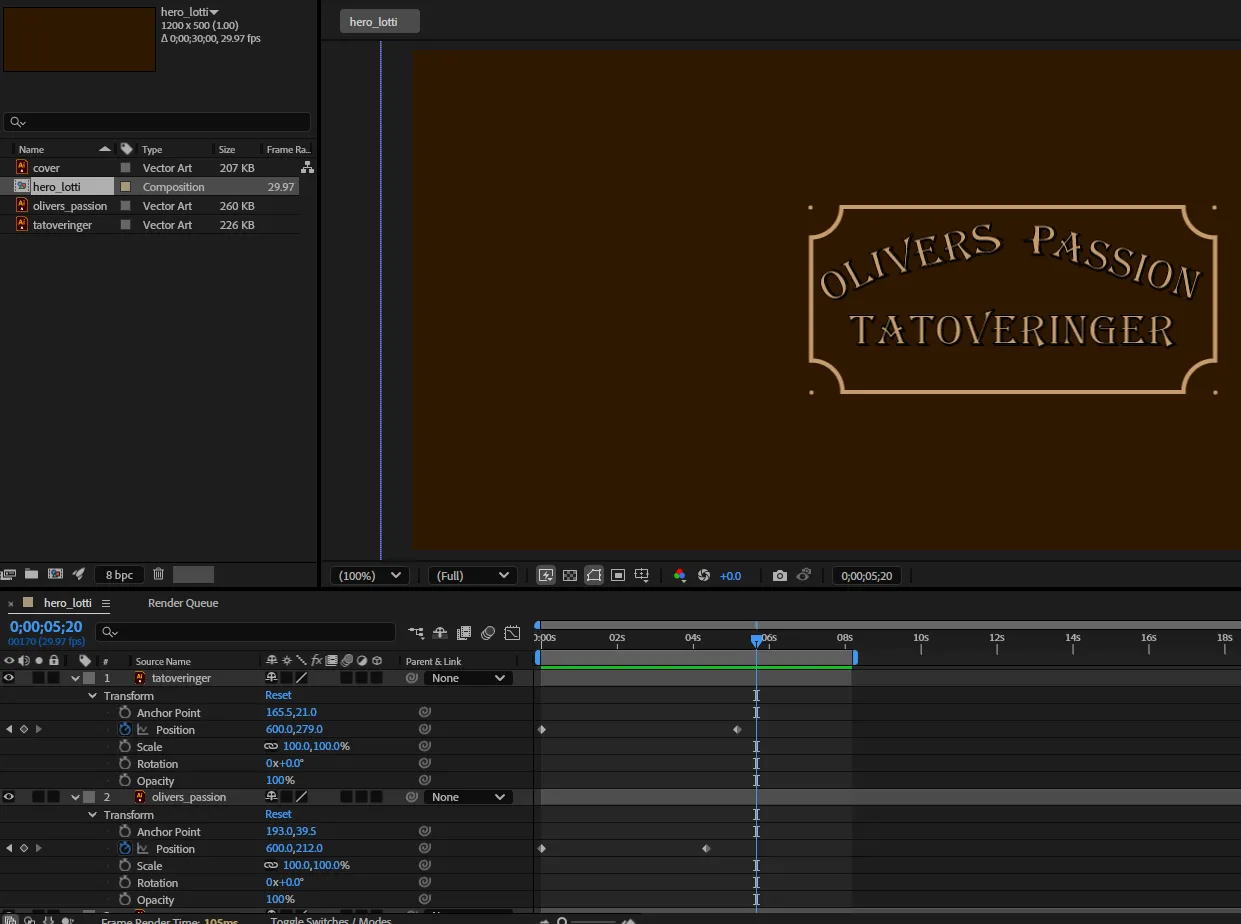 hero_lotti
1200 x 500 (1.00)
Δ 0;00;30;00, 29.97 fps
hero_lotti
Name Type Size Frame Ra...
cover Vector Art 207 KB
hero_lotti Composition 29.97
olivers_passion Vector Art 260 KB
tatoveringer Vector Art 226 KB
OLIVERS PASSION
TATOVERINGER
8 bpc
(100%) (Full) +0.0 0;00;05;20
hero_lotti Render Queue
0;00;05;20
00170 (29.97 fps)
0:00s 02s 04s 06s 08s 10s 12s 14s 16s 18s
# Source Name fx Parent & Link
1 tatoveringer None
Transform Reset
Anchor Point 165.5,21.0
Position 600.0,279.0
Scale 100.0,100.0%
Rotation 0x+0.0°
Opacity 100%
2 olivers_passion None
Transform Reset
Anchor Point 193.0,39.5
Position 600.0,212.0
Scale 100.0,100.0%
Rotation 0x+0.0°
Opacity 100%
Frame Render Time: 105ms Toggle Switches / Modes